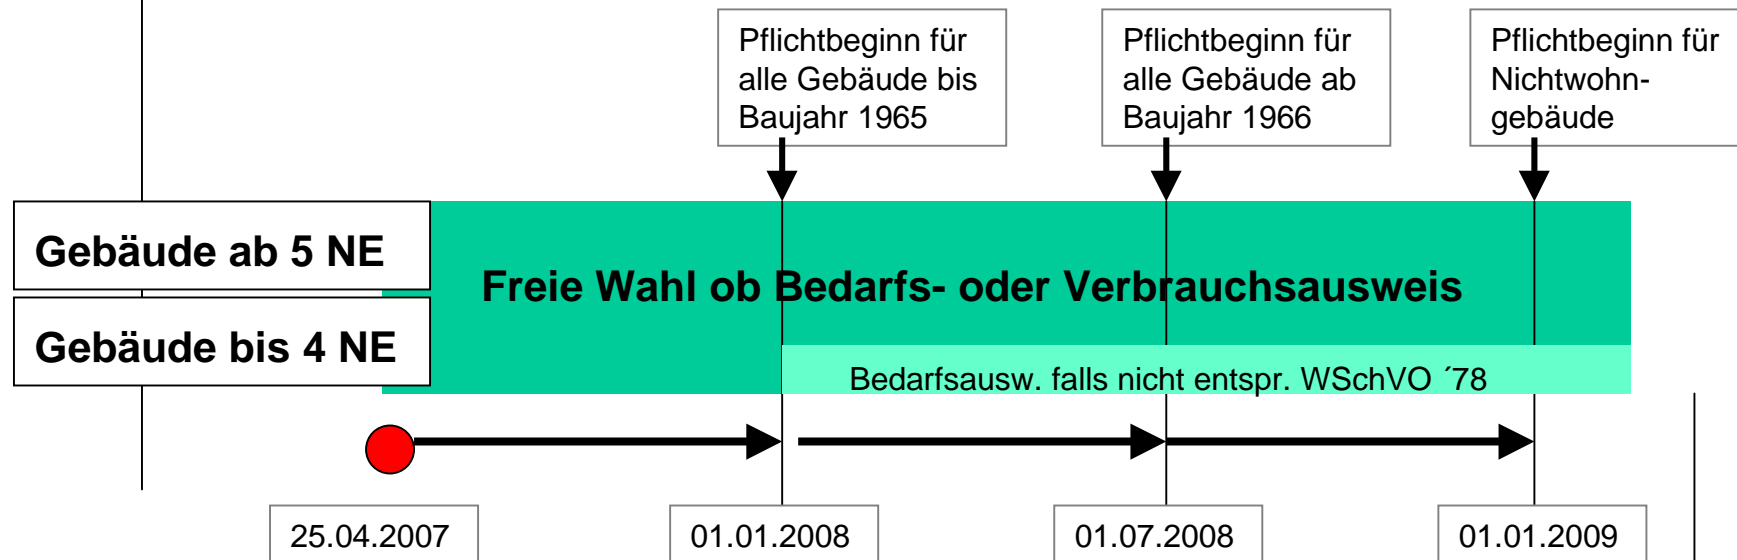 Pflichtbeginn für
alle Gebäude bis
Baujahr 1965
Pflichtbeginn für
alle Gebäude ab
Baujahr 1966
Pflichtbeginn für
Nichtwohn-
gebäude
Gebäude ab 5 NE
Freie Wahl ob Bedarfs- oder Verbrauchsausweis
Gebäude bis 4 NE
Bedarfsausw. falls nicht entspr. WSchVO ´78
25.04.2007
01.01.2008
01.07.2008
01.01.2009